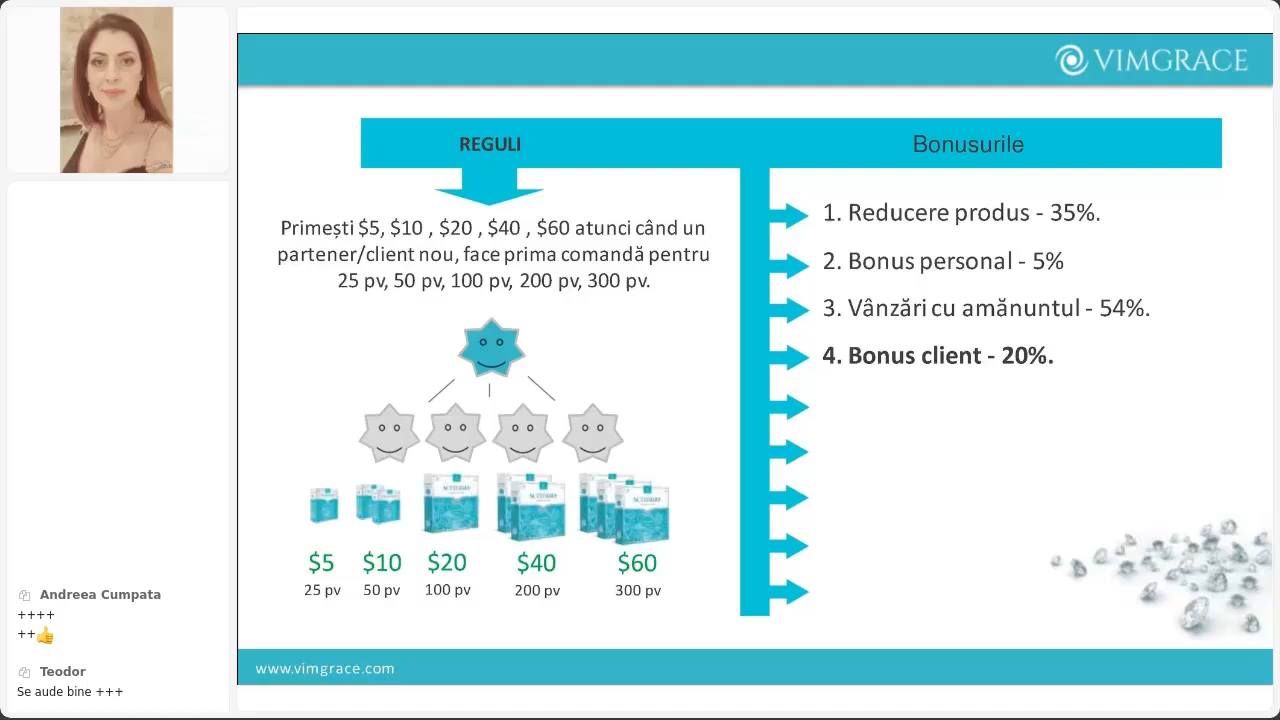 VIMGRACE
REGULI
Bonusurile
Primești $5, $10 , $20 , $40 , $60 atunci când un
partener/client nou, face prima comandă pentru
25 pv, 50 pv, 100 pv, 200 pv, 300 pv.
$5 $10 $20 $40 $60
25 pv 50 pv 100 pv 200 pv 300 pv
1. Reducere produs - 35%.
2. Bonus personal - 5%
3. Vânzări cu amănuntul - 54%.
4. Bonus client - 20%.
www.vimgrace.com
Andreea Cumpata
++++
++👍
Teodor
Se aude bine +++